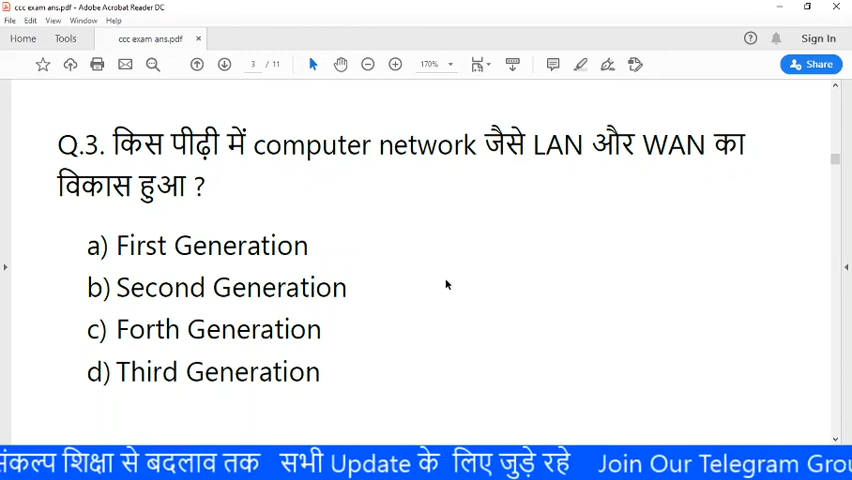 ccc exam ans.pdf - Adobe Acrobat Reader DC
File Edit View Window Help
Home Tools ccc exam ans.pdf × Sign In
3 / 11 170% Share
Q.3. किस पीढ़ी में computer network जैसे LAN और WAN का
विकास हुआ ?
a) First Generation
b) Second Generation
c) Forth Generation
d) Third Generation
संकल्प शिक्षा से बदलाव तक सभी Update के लिए जुड़े रहे Join Our Telegram Grou